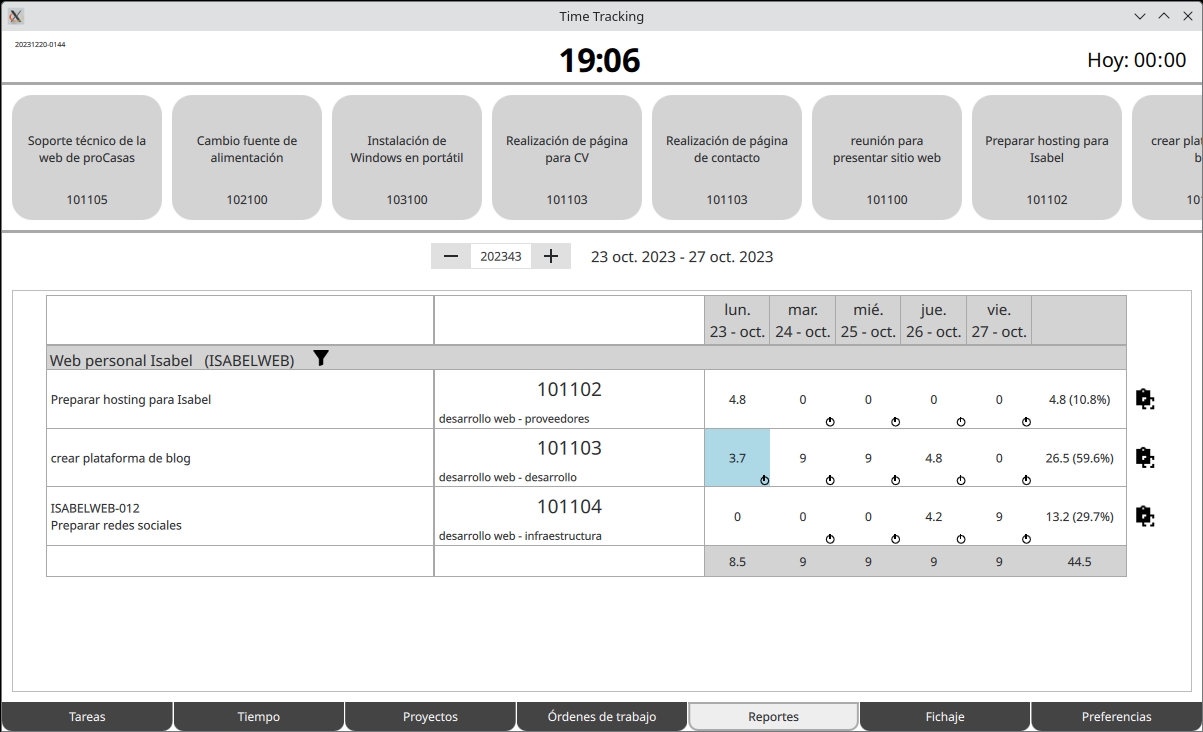 Time Tracking
20231220-0144
19:06
Hoy: 00:00
Soporte técnico de la
web de proCasas
101105
Cambio fuente de
alimentación
102100
Instalación de
Windows en portátil
103100
Realización de página
para CV
101103
Realización de página
de contacto
101103
reunión para
presentar sitio web
101100
Preparar hosting para
Isabel
101102
crear pla
b
10
202343
23 oct. 2023 - 27 oct. 2023
lun. mar. mié. jue. vie.
23 - oct. 24 - oct. 25 - oct. 26 - oct. 27 - oct.
Web personal Isabel (ISABELWEB)
Preparar hosting para Isabel
101102
desarrollo web - proveedores
4.8 0 0 0 0 4.8 (10.8%)
crear plataforma de blog
101103
desarrollo web - desarrollo
3.7 9 9 4.8 0 26.5 (59.6%)
ISABELWEB-012
Preparar redes sociales
101104
desarrollo web - infraestructura
0 0 0 4.2 9 13.2 (29.7%)
8.5 9 9 9 9 44.5
Tareas Tiempo Proyectos Órdenes de trabajo Reportes Fichaje Preferencias